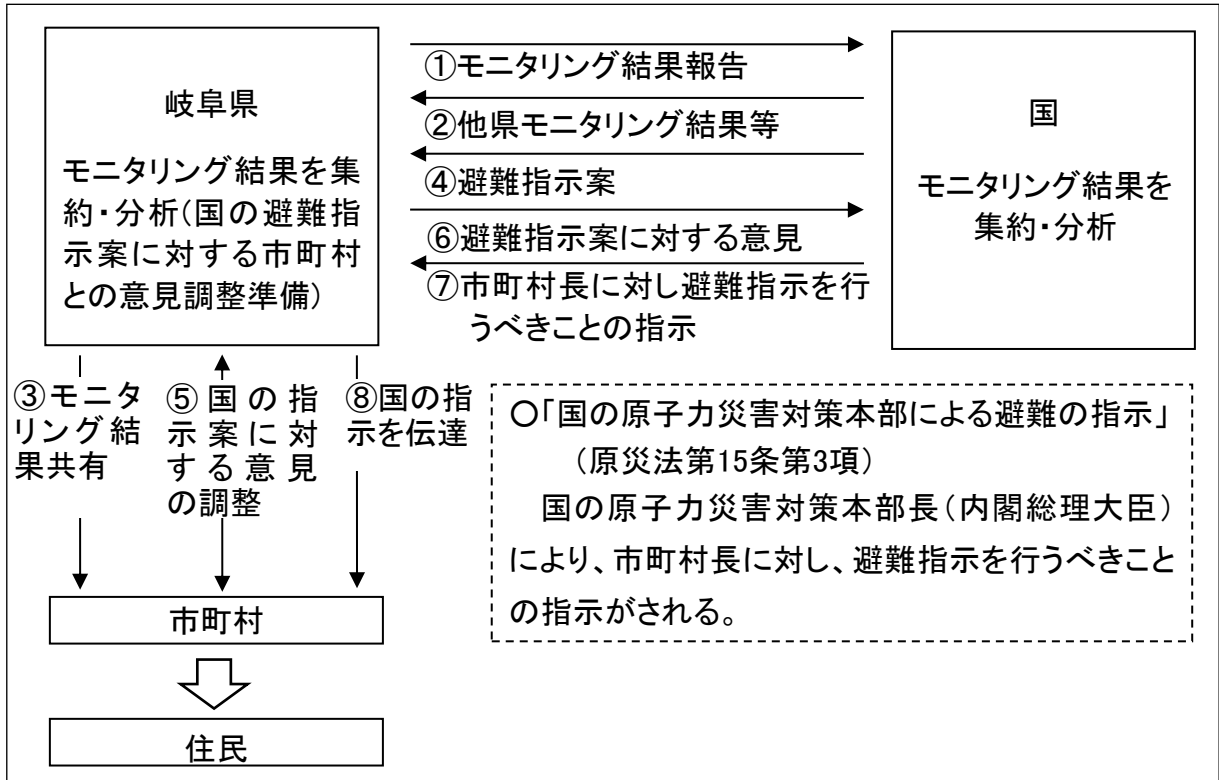 岐阜県
モニタリング結果を集
約・分析(国の避難指
示案に対する市町村
との意見調整準備)
①モニタリング結果報告
②他県モニタリング結果等
④避難指示案
⑥避難指示案に対する意見
⑦市町村長に対し避難指示を行
うべきことの指示
国
モニタリング結果を
集約・分析
③モニタ
リング結
果共有
⑤国の指
示案に対
する意見
の調整
⑧国の指
示を伝達
〇「国の原子力災害対策本部による避難の指示」
(原災法第15条第3項)
国の原子力災害対策本部長(内閣総理大臣)
により、市町村長に対し、避難指示を行うべきこと
の指示がされる。
市町村
住民